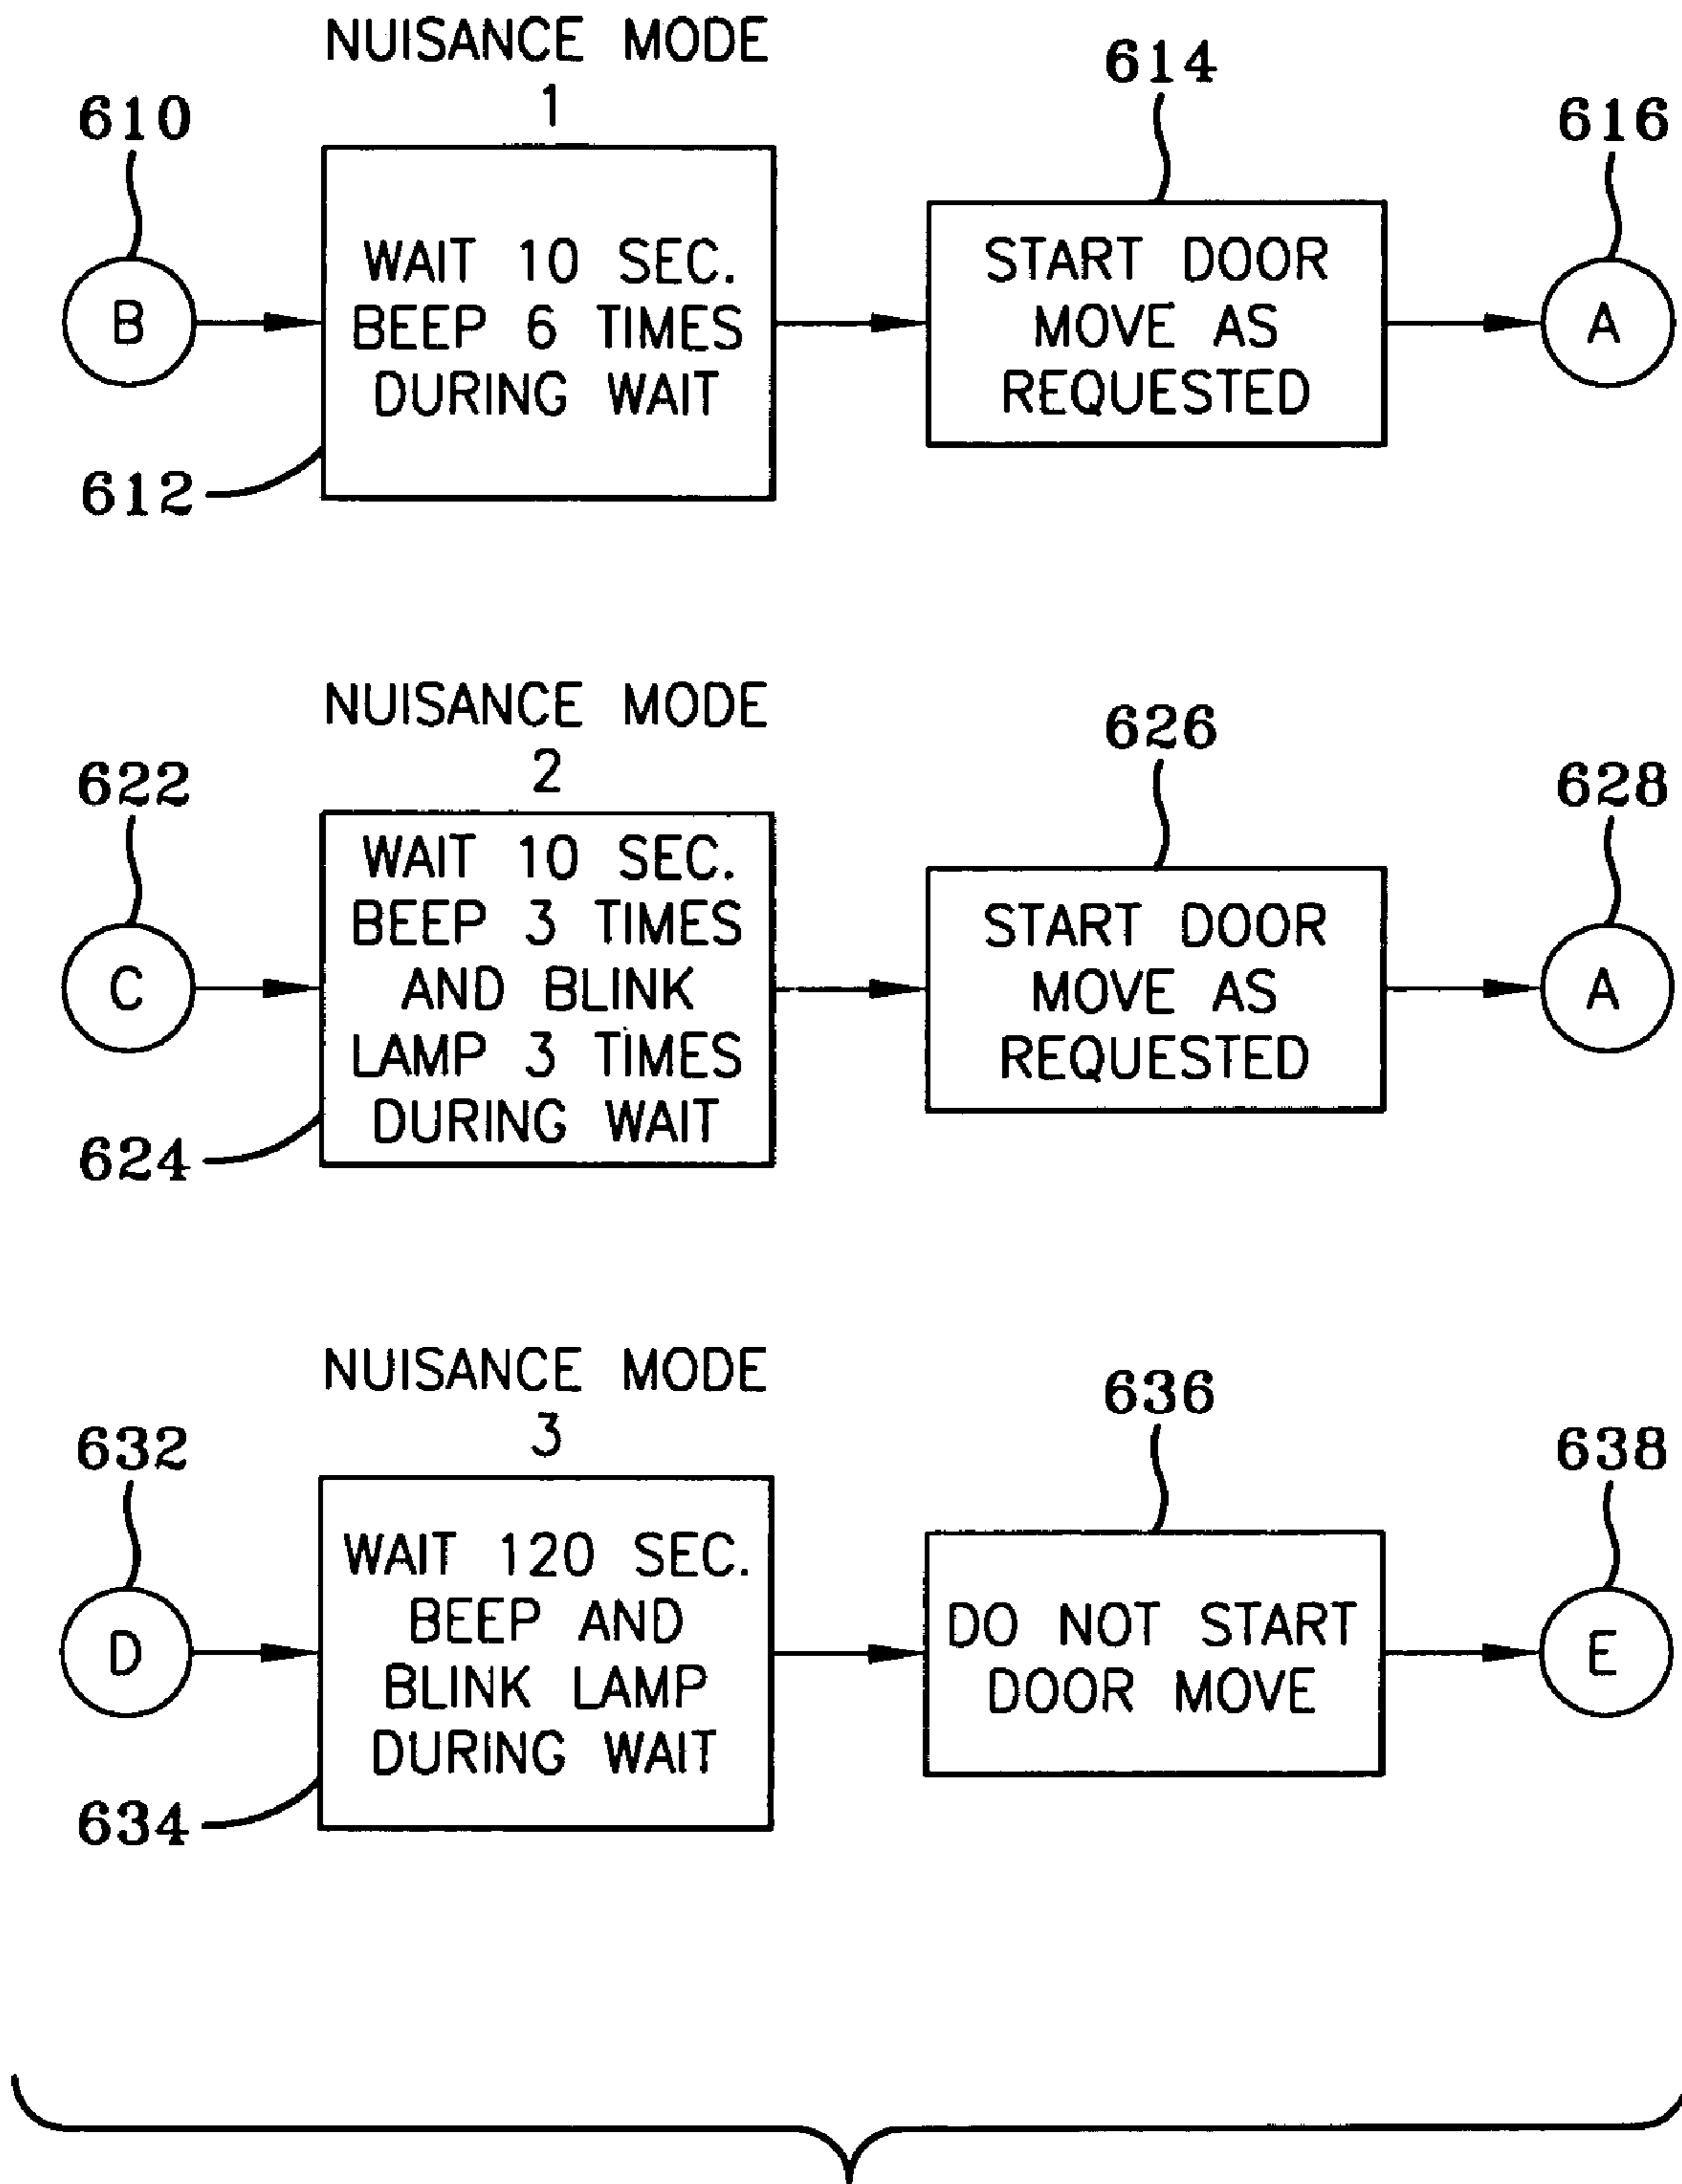 NUISANCE MODE
1
610
614
616
B
WAIT 10 SEC.
BEEP 6 TIMES
DURING WAIT
START DOOR
MOVE AS
REQUESTED
A
612
NUISANCE MODE
2
622
626
628
C
WAIT 10 SEC.
BEEP 3 TIMES
AND BLINK
LAMP 3 TIMES
DURING WAIT
START DOOR
MOVE AS
REQUESTED
A
624
NUISANCE MODE
3
632
636
638
D
WAIT 120 SEC.
BEEP AND
BLINK LAMP
DURING WAIT
DO NOT START
DOOR MOVE
E
634